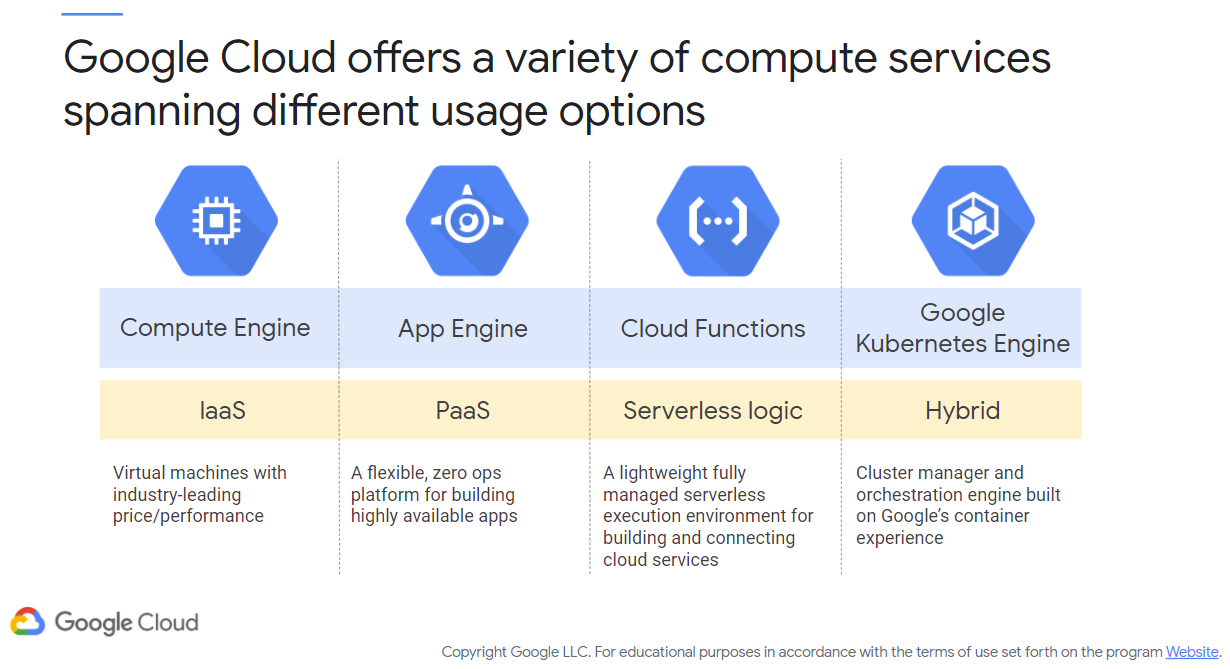 Google Cloud offers a variety of compute services
spanning different usage options
Compute Engine
App Engine
Cloud Functions
Google
Kubernetes Engine
IaaS
PaaS
Serverless logic
Hybrid
Virtual machines with
industry-leading
price/performance
A flexible, zero ops
platform for building
highly available apps
A lightweight fully
managed serverless
execution environment for
building and connecting
cloud services
Cluster manager and
orchestration engine built
on Google’s container
experience
Google Cloud
Copyright Google LLC. For educational purposes in accordance with the terms of use set forth on the program Website.